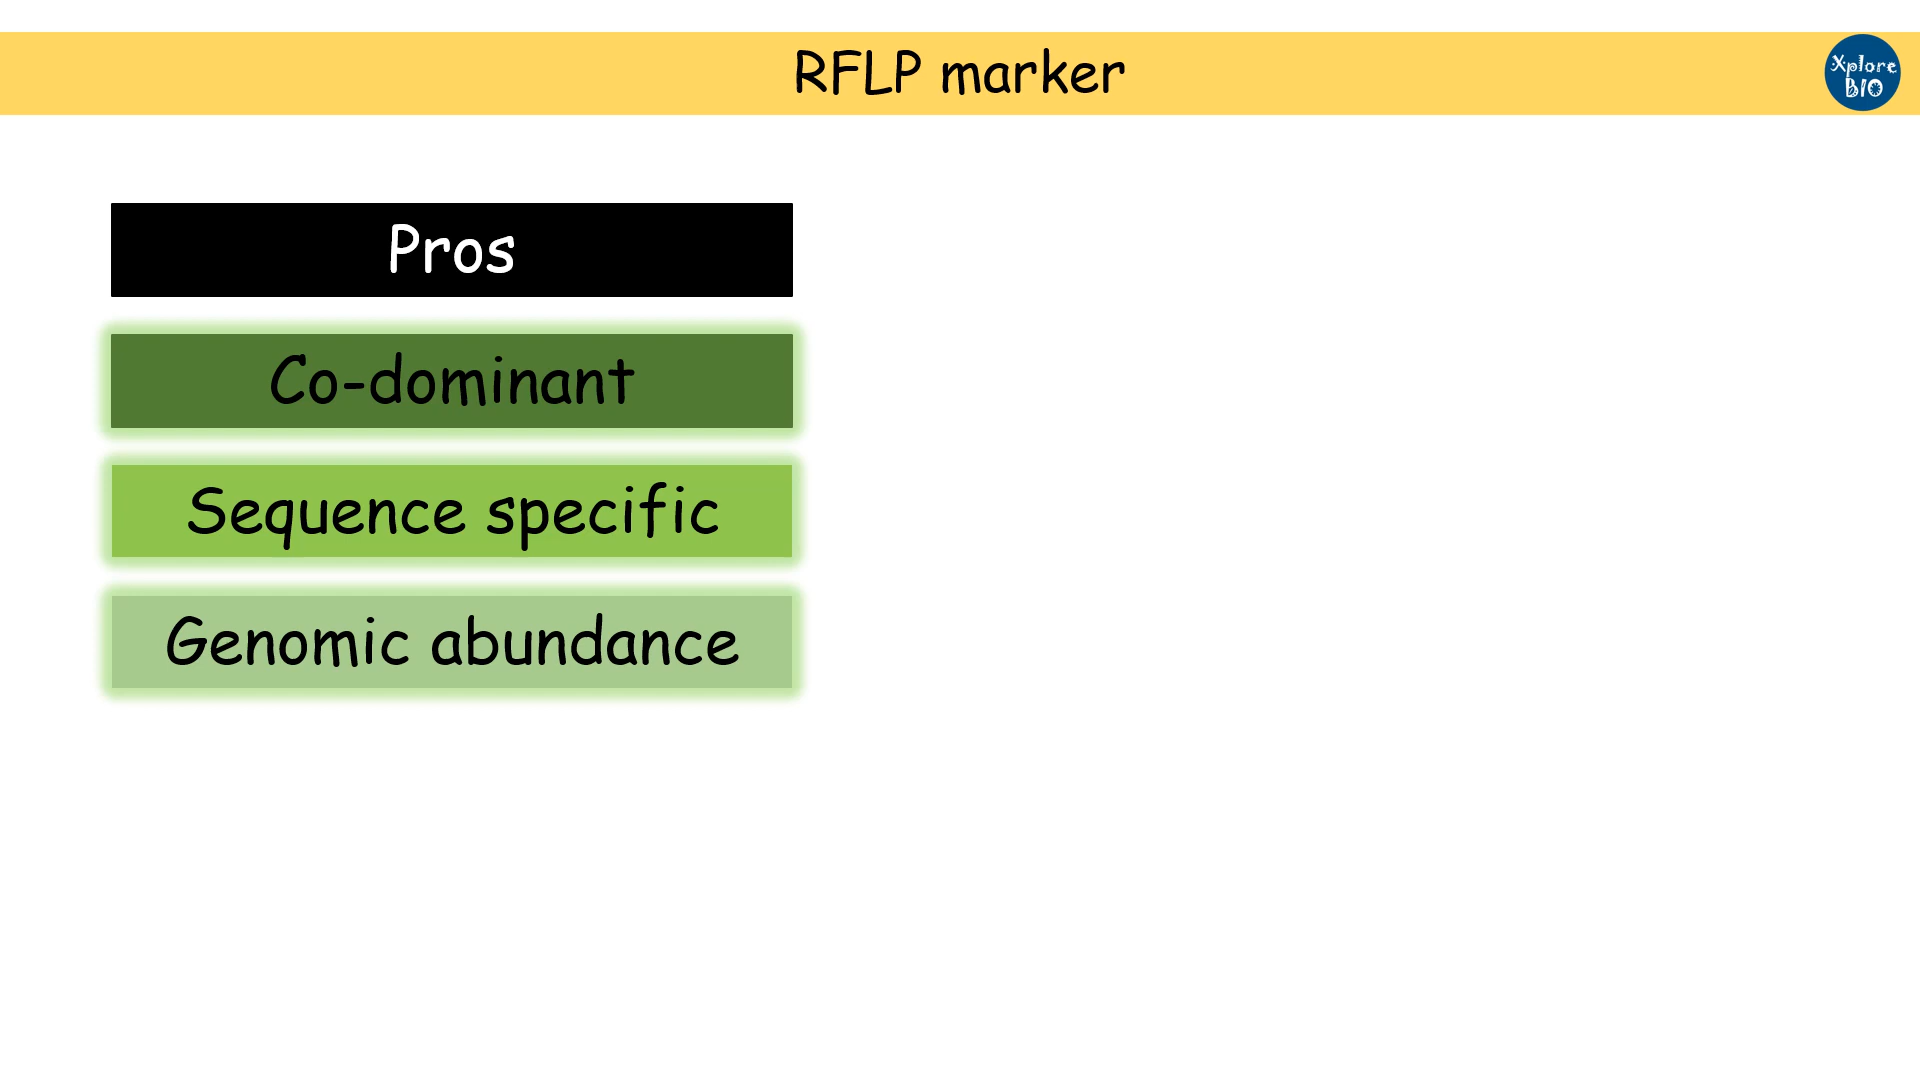 RFLP marker
Xplore
BIO
Pros
Co-dominant
Sequence specific
Genomic abundance